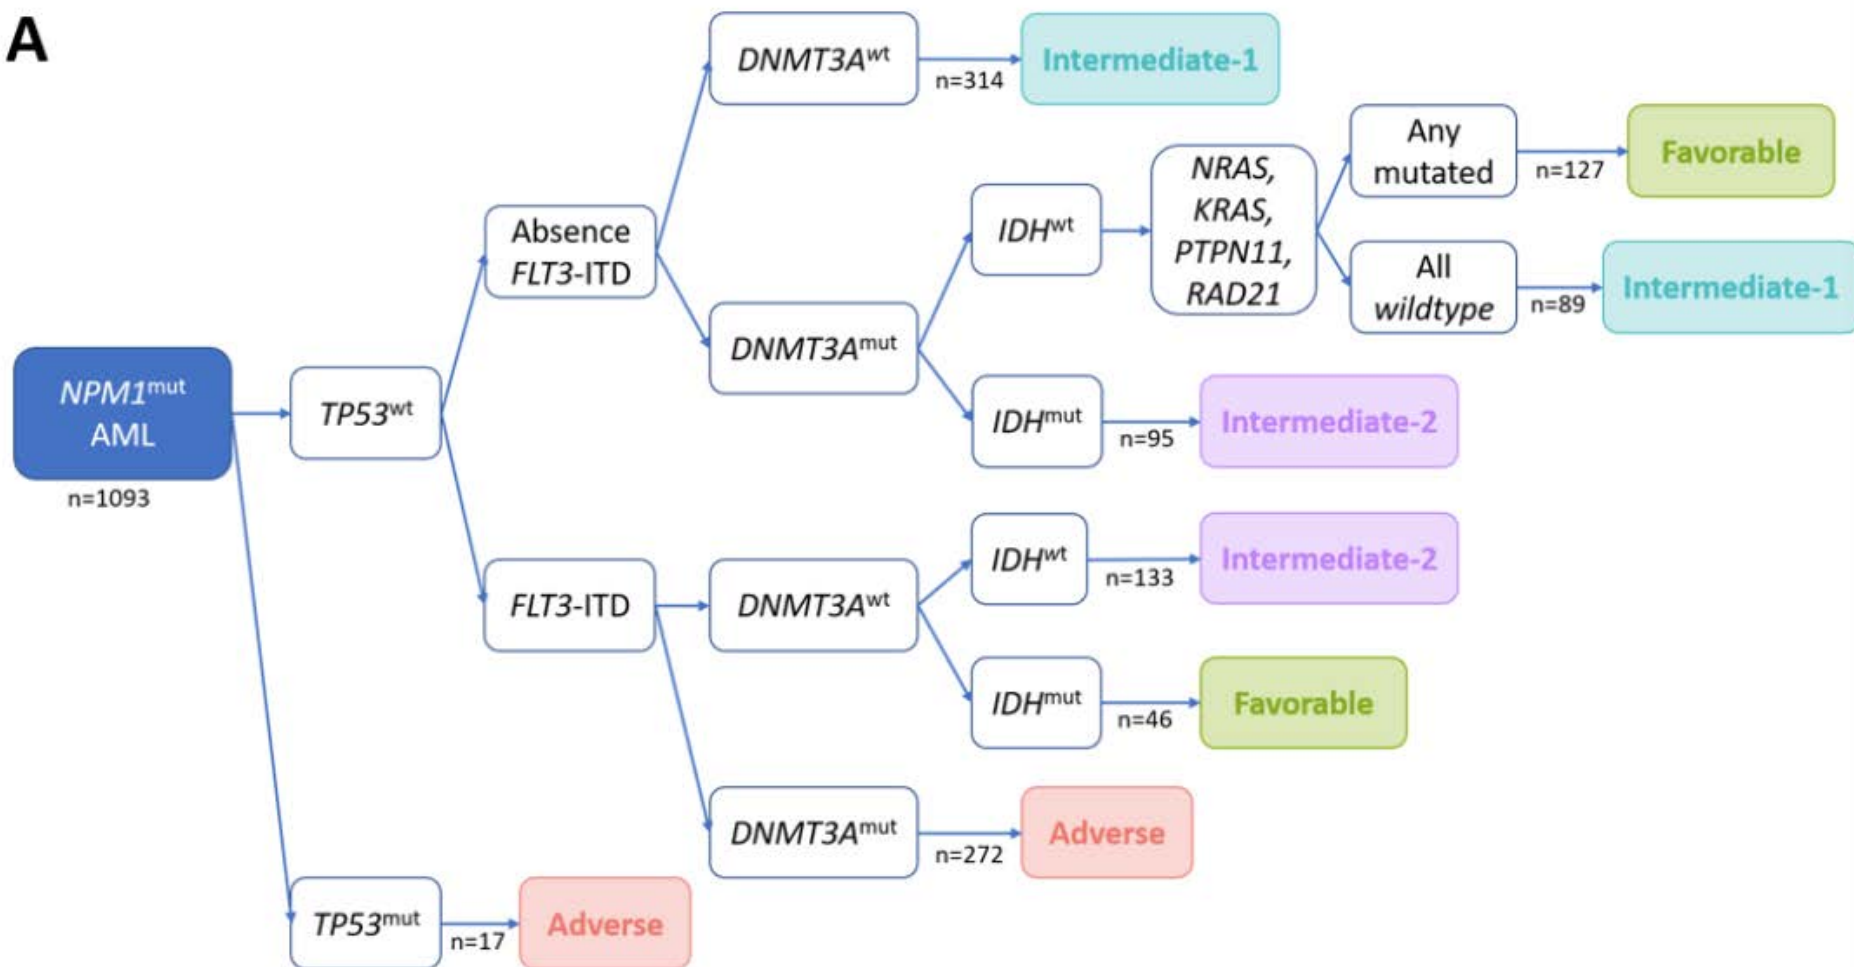 A
DNMT3Aᵂᵗ
n=314
Intermediate-1
Any
mutated
n=127
Favorable
NRAS,
KRAS,
PTPN11,
RAD21
IDHwt
Absence
FLT3-ITD
All
wildtype
n=89
Intermediate-1
DNMT3Amut
NPM1mut
AML
n=1093
TP53wt
IDHmut
n=95
Intermediate-2
IDHwt
n=133
Intermediate-2
FLT3-ITD
DNMT3Awt
IDHmut
n=46
Favorable
DNMT3Amut
n=272
Adverse
TP53mut
n=17
Adverse